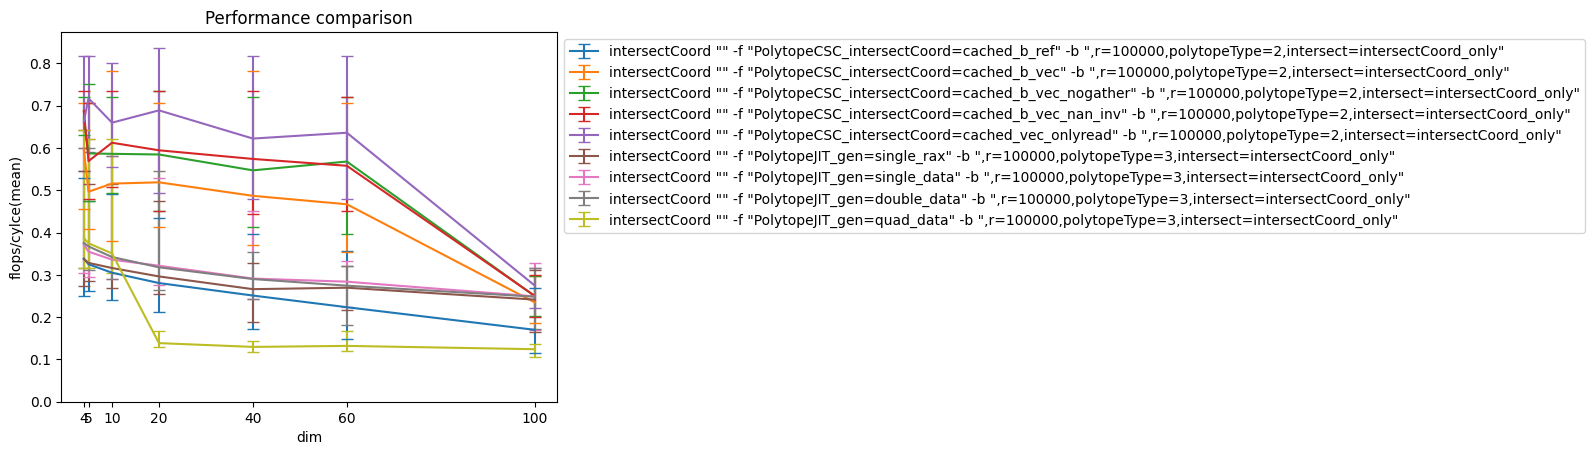 Performance comparison
flops/cylce(mean)
0.8
0.7
0.6
0.5
0.4
0.3
0.2
0.1
0.0
4 5 10 20 40 60 100
dim
intersectCoord "" -f "PolytopeCSC_intersectCoord=cached_b_ref" -b ",r=100000,polytopeType=2,intersect=intersectCoord_only"
intersectCoord "" -f "PolytopeCSC_intersectCoord=cached_b_vec" -b ",r=100000,polytopeType=2,intersect=intersectCoord_only"
intersectCoord "" -f "PolytopeCSC_intersectCoord=cached_b_vec_nogather" -b ",r=100000,polytopeType=2,intersect=intersectCoord_only"
intersectCoord "" -f "PolytopeCSC_intersectCoord=cached_b_vec_nan_inv" -b ",r=100000,polytopeType=2,intersect=intersectCoord_only"
intersectCoord "" -f "PolytopeCSC_intersectCoord=cached_vec_onlyread" -b ",r=100000,polytopeType=2,intersect=intersectCoord_only"
intersectCoord "" -f "PolytopeJIT_gen=single_rax" -b ",r=100000,polytopeType=3,intersect=intersectCoord_only"
intersectCoord "" -f "PolytopeJIT_gen=single_data" -b ",r=100000,polytopeType=3,intersect=intersectCoord_only"
intersectCoord "" -f "PolytopeJIT_gen=double_data" -b ",r=100000,polytopeType=3,intersect=intersectCoord_only"
intersectCoord "" -f "PolytopeJIT_gen=quad_data" -b ",r=100000,polytopeType=3,intersect=intersectCoord_only"